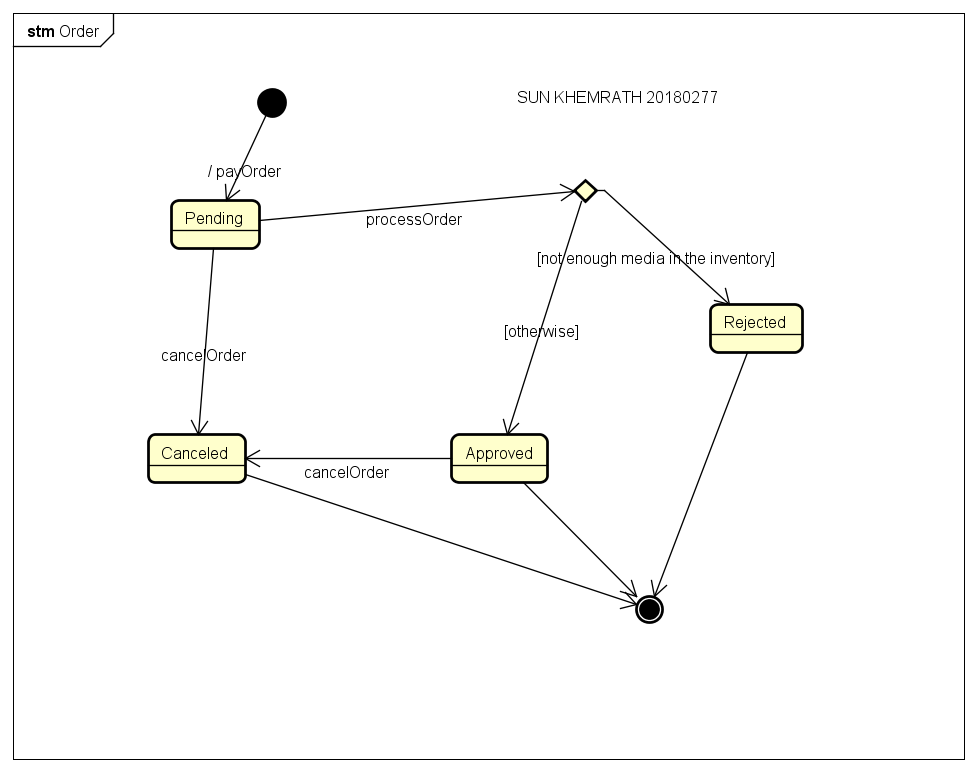 stm Order
SUN KHEMRATH 20180277
/ payOrder
Pending
processOrder
[not enough media in the inventory]
Rejected
[otherwise]
cancelOrder
Canceled
Approved
cancelOrder